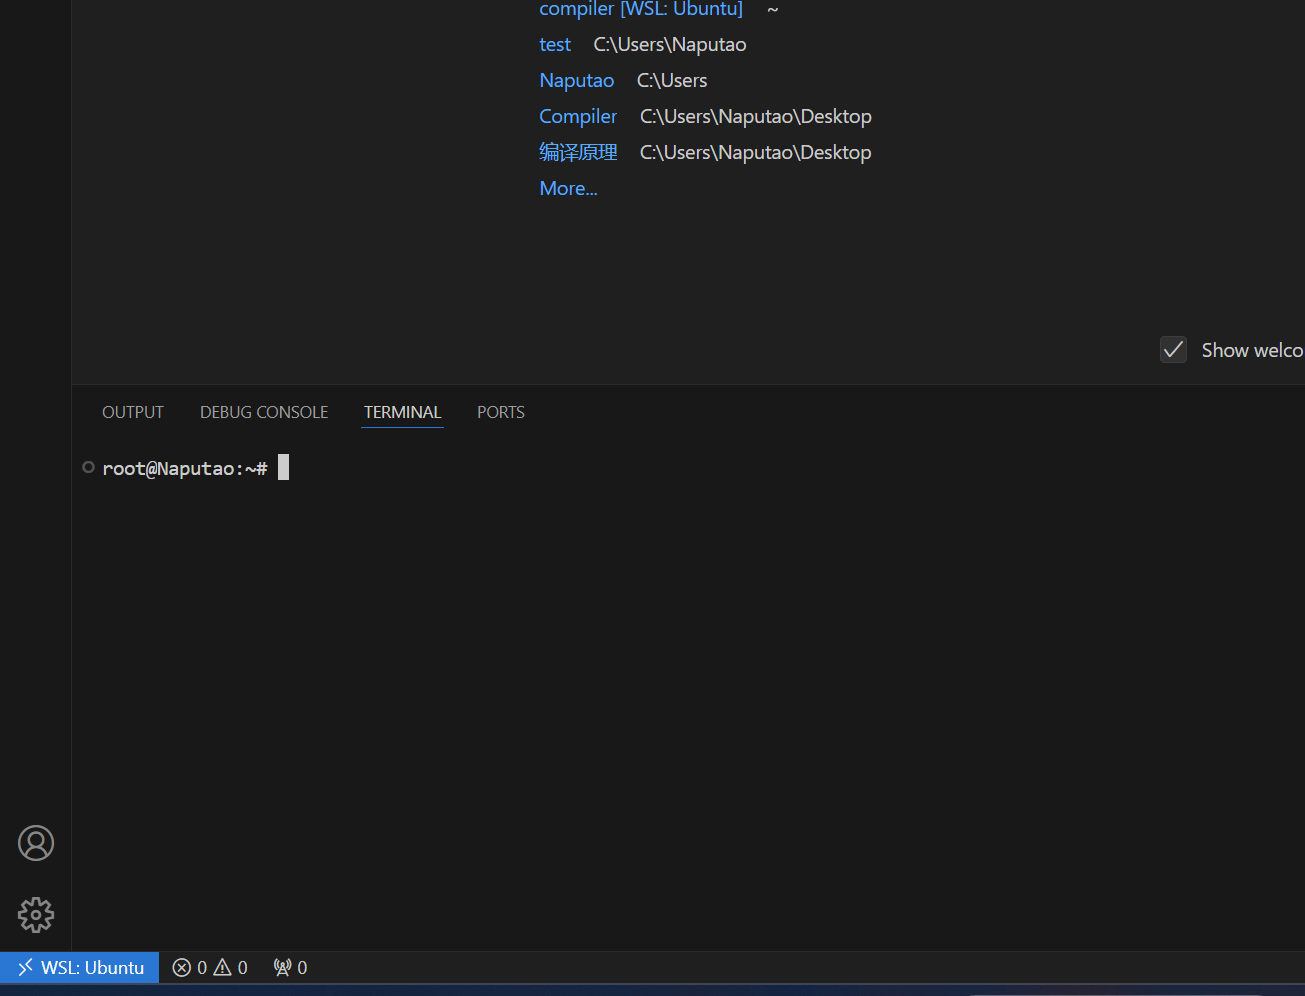 compiler [WSL: Ubuntu] ~
test C:\Users\Naputao
Naputao C:\Users
Compiler C:\Users\Naputao\Desktop
编译原理 C:\Users\Naputao\Desktop
More...
Show welco
OUTPUT DEBUG CONSOLE TERMINAL PORTS
root@Naputao:~#
WSL: Ubuntu 0 0 0